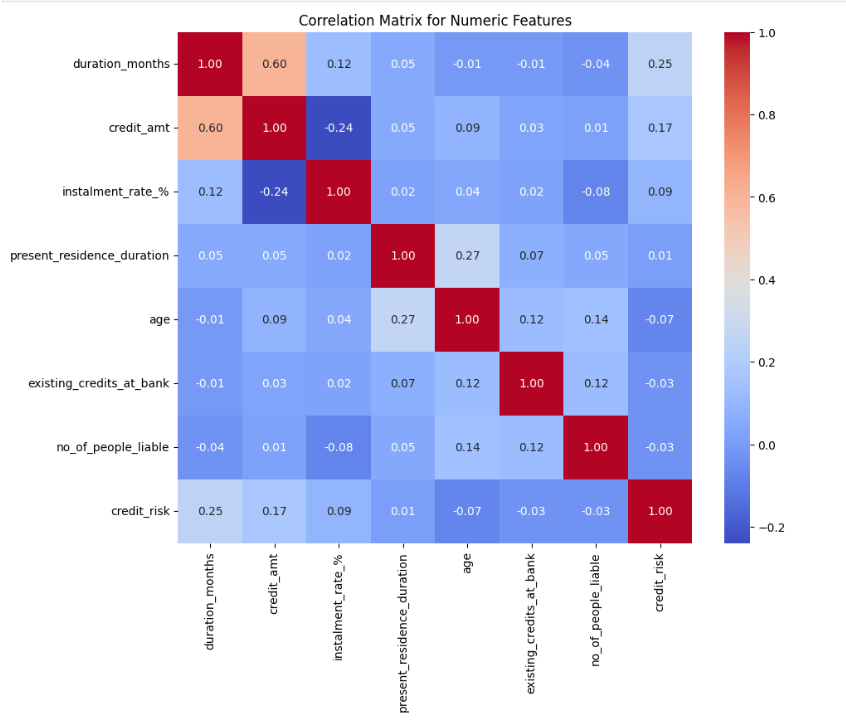 Correlation Matrix for Numeric Features
duration_months 1.00 0.60 0.12 0.05 -0.01 -0.01 -0.04 0.25
credit_amt 0.60 1.00 -0.24 0.05 0.09 0.03 0.01 0.17
instalment_rate_% 0.12 -0.24 1.00 0.02 0.04 0.02 -0.08 0.09
present_residence_duration 0.05 0.05 0.02 1.00 0.27 0.07 0.05 0.01
age -0.01 0.09 0.04 0.27 1.00 0.12 0.14 -0.07
existing_credits_at_bank -0.01 0.03 0.02 0.07 0.12 1.00 0.12 -0.03
no_of_people_liable -0.04 0.01 -0.08 0.05 0.14 0.12 1.00 -0.03
credit_risk 0.25 0.17 0.09 0.01 -0.07 -0.03 -0.03 1.00
duration_months
credit_amt
instalment_rate_%
present_residence_duration
age
existing_credits_at_bank
no_of_people_liable
credit_risk
1.0
0.8
0.6
0.4
0.2
0.0
−0.2